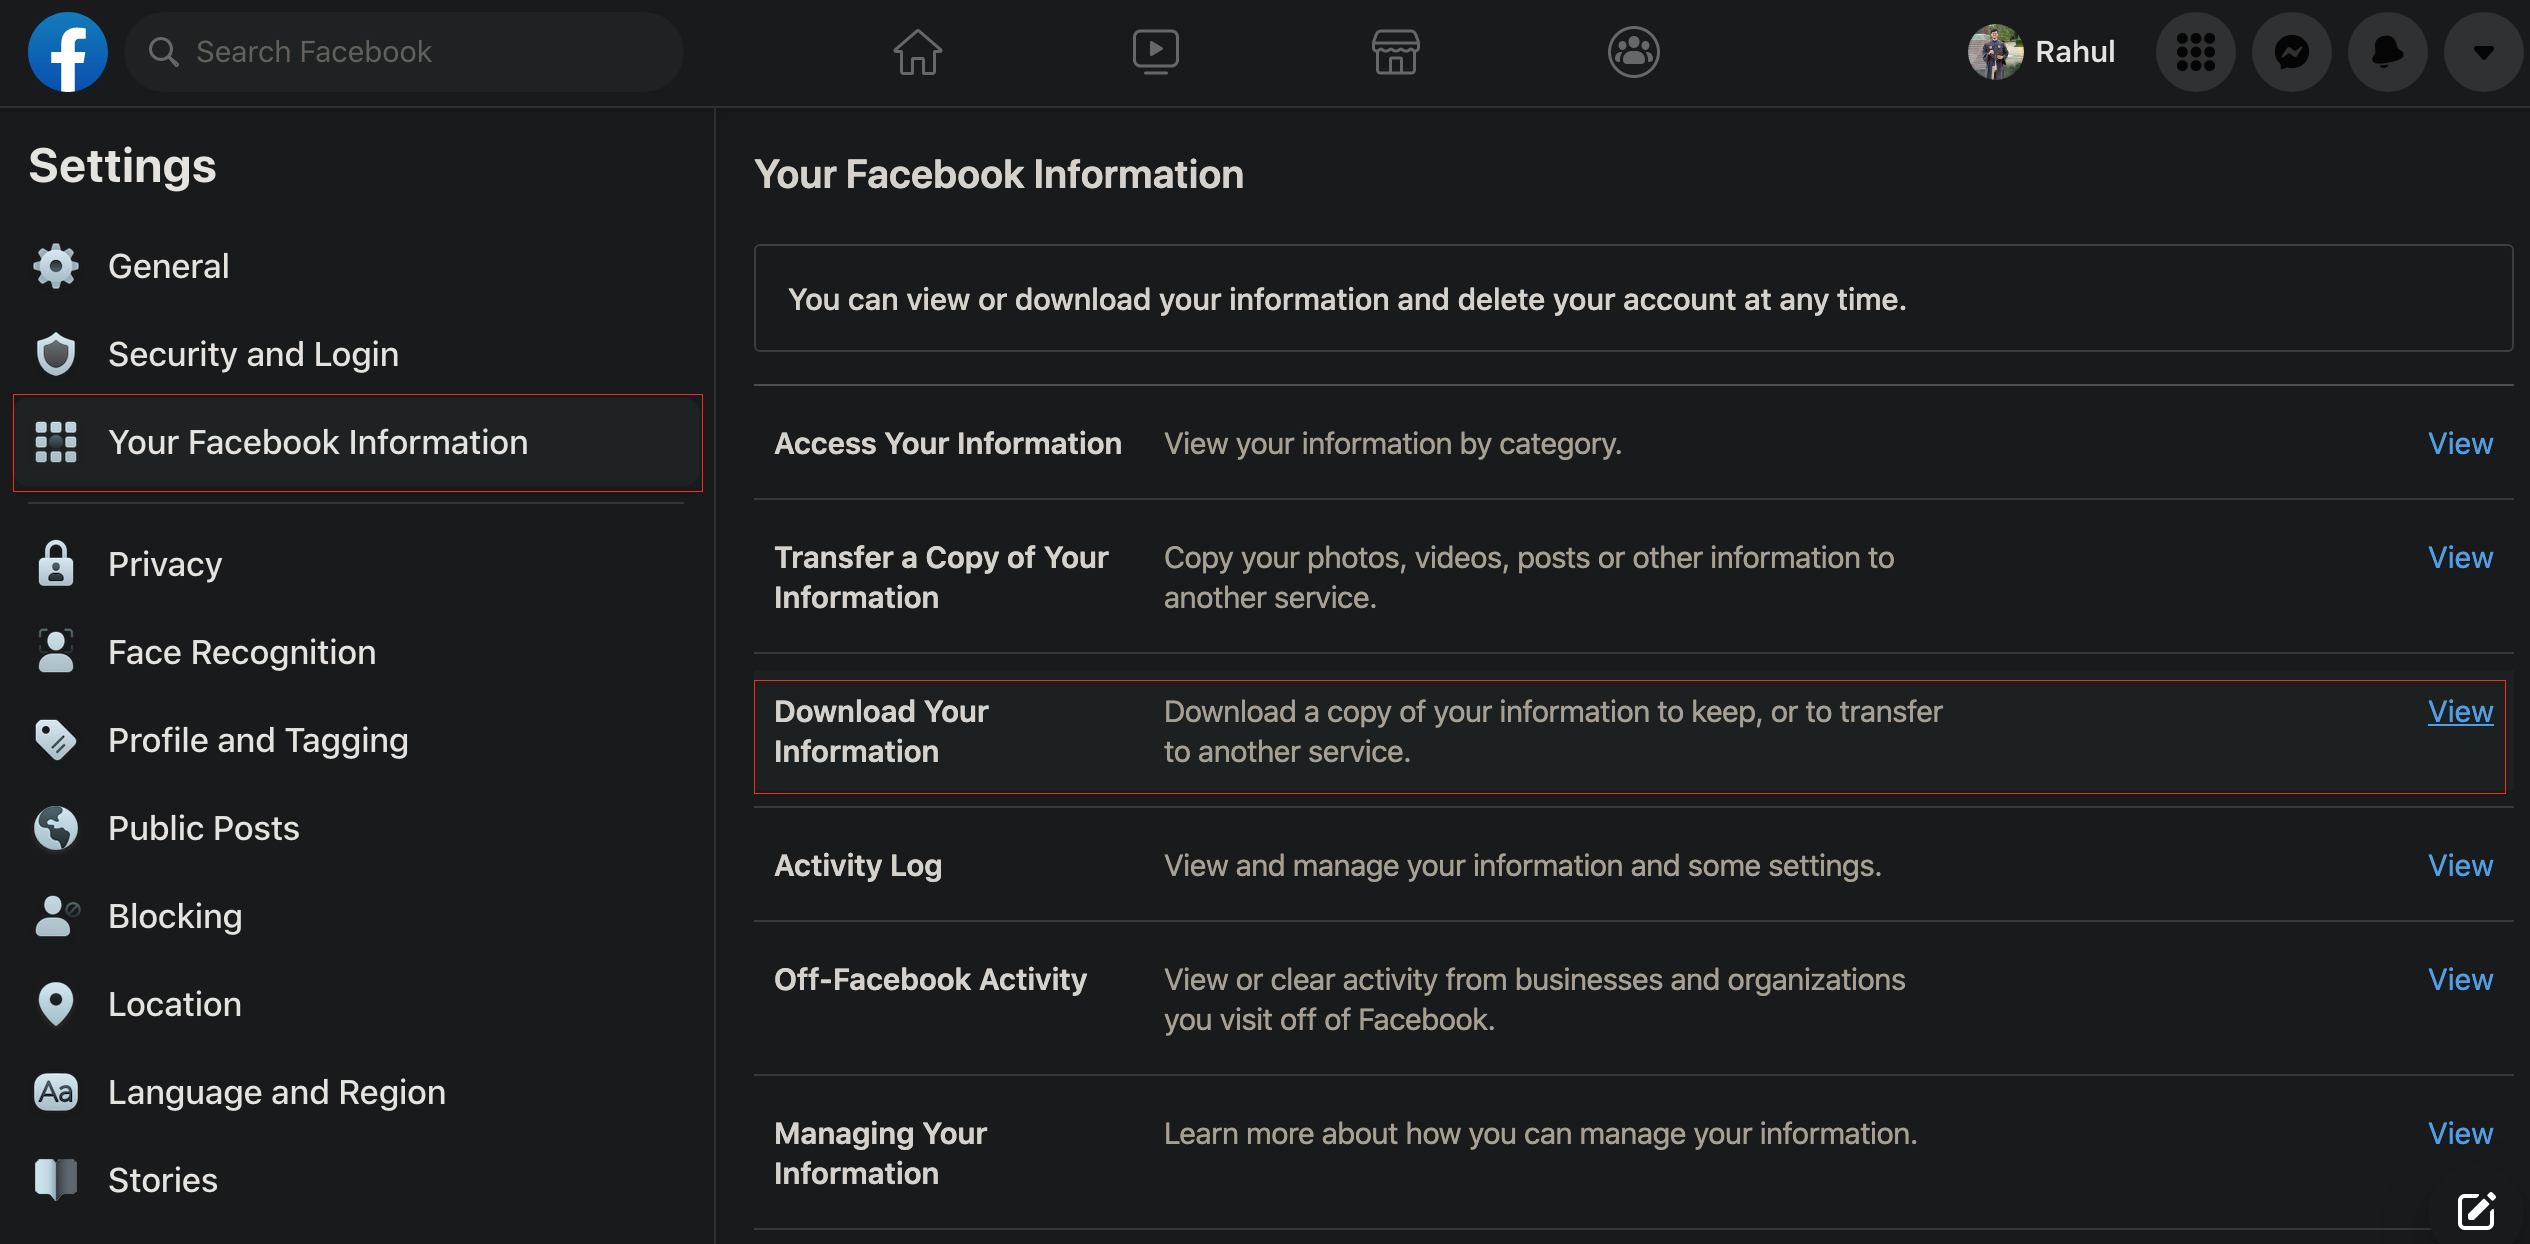 Search Facebook
Rahul
Settings
General
Security and Login
Your Facebook Information
Privacy
Face Recognition
Profile and Tagging
Public Posts
Blocking
Location
Aa
Language and Region
Stories
Your Facebook Information
You can view or download your information and delete your account at any time.
Access Your Information
View your information by category.
View
Transfer a Copy of Your
Information
Copy your photos, videos, posts or other information to
another service.
View
Download Your
Information
Download a copy of your information to keep, or to transfer
to another service.
View
Activity Log
View and manage your information and some settings.
View
Off-Facebook Activity
View or clear activity from businesses and organizations
you visit off of Facebook.
View
Managing Your
Information
Learn more about how you can manage your information.
View